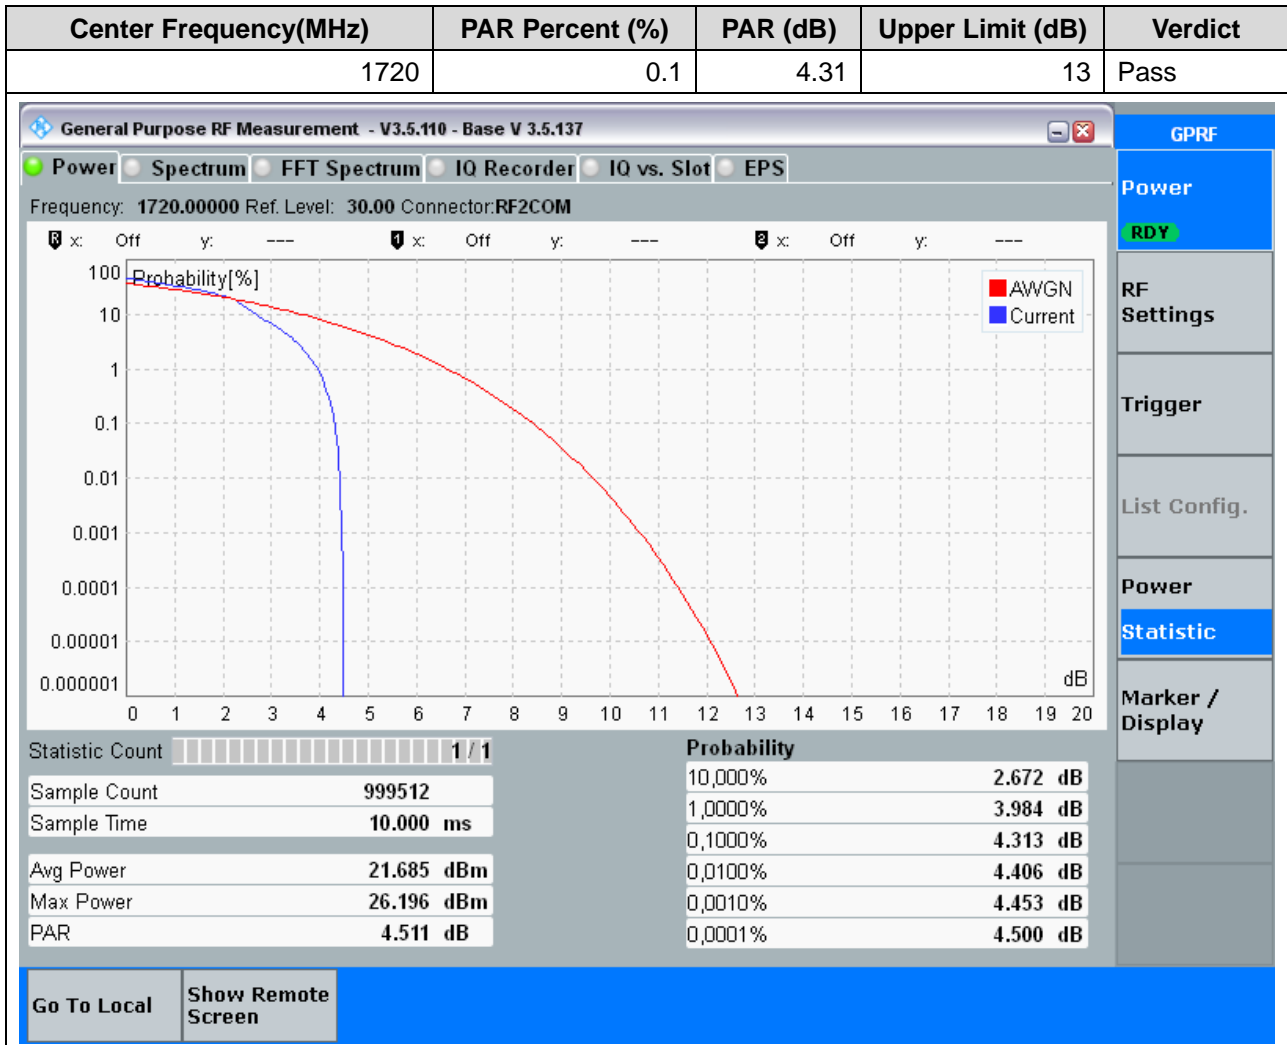 Center Frequency(MHz) PAR Percent (%) PAR (dB) Upper Limit (dB) Verdict
1720 0.1 4.31 13 Pass
General Purpose RF Measurement - V3.5.110 - Base V 3.5.137
GPRF
Power Spectrum FFT Spectrum IQ Recorder IQ vs. Slot EPS
Frequency: 1720.00000 Ref. Level: 30.00 Connector:RF2COM
R x: Off y: --- 1 x: Off y: --- 2 x: Off y: ---
Probability[%]
100
10
1
0.1
0.01
0.001
0.0001
0.00001
0.000001
AWGN
Current
dB
0 1 2 3 4 5 6 7 8 9 10 11 12 13 14 15 16 17 18 19 20
Statistic Count 1 / 1
Sample Count 999512
Sample Time 10.000 ms
Avg Power 21.685 dBm
Max Power 26.196 dBm
PAR 4.511 dB
Probability
10,000% 2.672 dB
1,0000% 3.984 dB
0,1000% 4.313 dB
0,0100% 4.406 dB
0,0010% 4.453 dB
0,0001% 4.500 dB
Power
RDY
RF
Settings
Trigger
List Config.
Power
Statistic
Marker /
Display
Go To Local
Show Remote
Screen